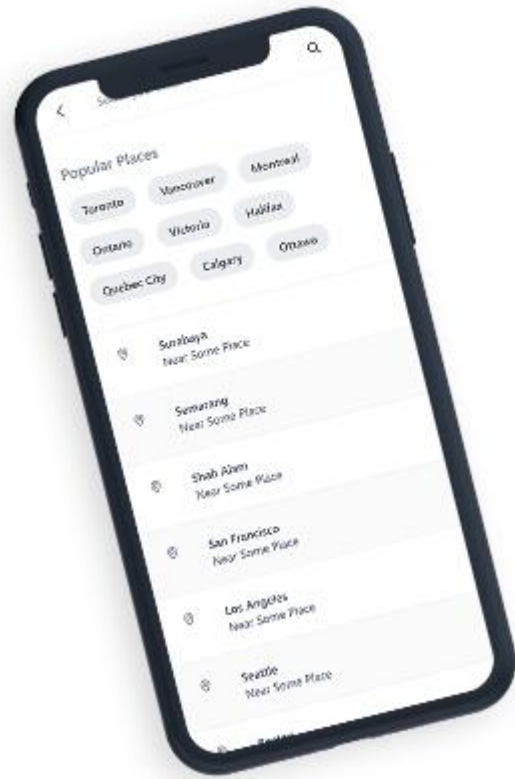 Popular Places
Toronto Vancouver Montreal
Ontario Victoria Halifax
Quebec City Calgary Ottawa
Surabaya
Near Some Place
Semarang
Near Some Place
Shah Alam
Near Some Place
San Francisco
Near Some Place
Los Angeles
Near Some Place
Seattle
Near Some Place